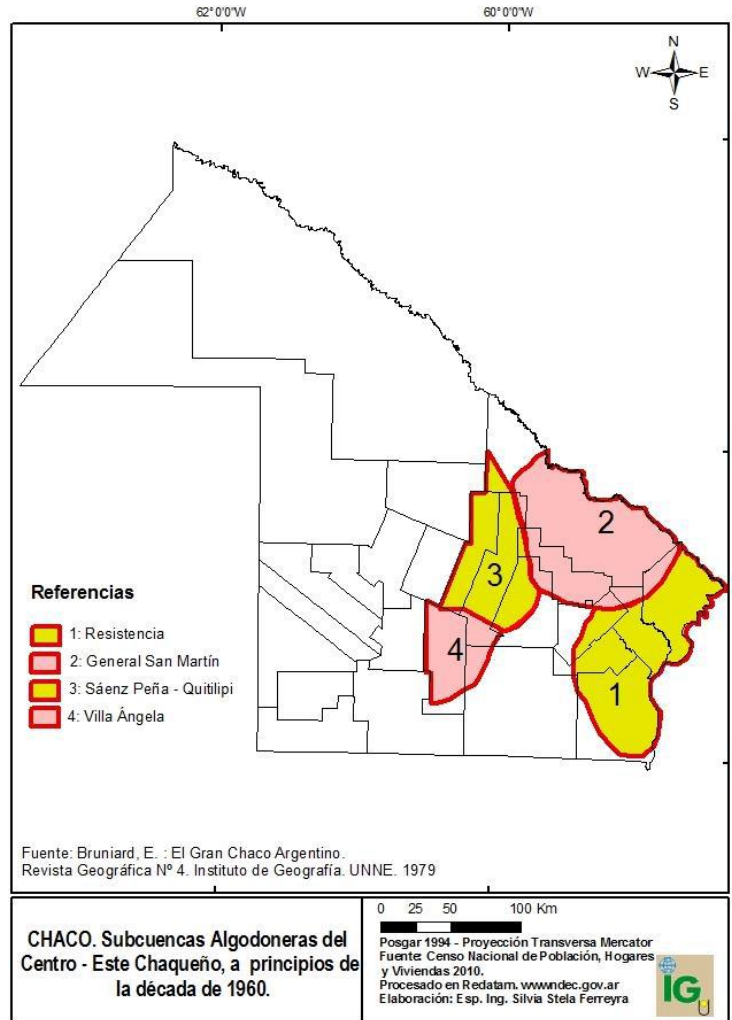 62°0'0"W 60°0'0"W
N
W E
S
2
3
4
1
Referencias
1: Resistencia
2: General San Martín
3: Sáenz Peña - Quitilipi
4: Villa Ángela
Fuente: Bruniard, E. : El Gran Chaco Argentino.
Revista Geográfica Nº 4. Instituto de Geografía. UNNE. 1979
CHACO. Subcuencas Algodoneras del
Centro - Este Chaqueño, a principios de
la década de 1960.
0 25 50 100 Km
Posgar 1994 - Proyección Transversa Mercator
Fuente: Censo Nacional de Población, Hogares
y Viviendas 2010.
Procesado en Redatam. wwwndec.gov.ar
Elaboración: Esp. Ing. Silvia Stela Ferreyra
IG
U